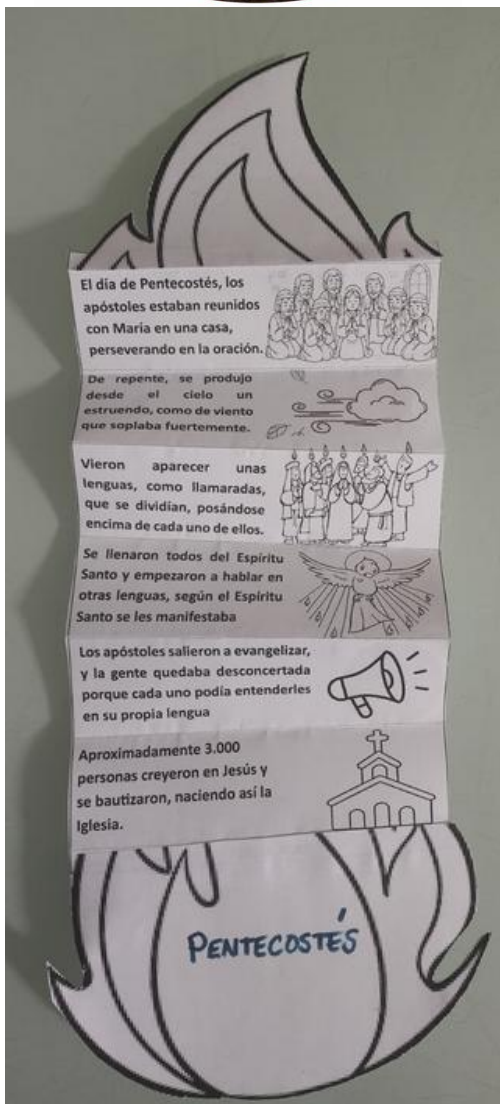 El día de Pentecostés, los
apóstoles estaban reunidos
con María en una casa,
perseverando en la oración.
De repente, se produjo
desde el cielo un
estruendo, como de viento
que soplaba fuertemente.
Vieron aparecer unas
lenguas, como llamaradas,
que se dividían, posándose
encima de cada uno de ellos.
Se llenaron todos del Espíritu
Santo y empezaron a hablar en
otras lenguas, según el Espíritu
Santo se les manifestaba
Los apóstoles salieron a evangelizar,
y la gente quedaba desconcertada
porque cada uno podía entenderles
en su propia lengua
Aproximadamente 3.000
personas creyeron en Jesús y
se bautizaron, naciendo así la
Iglesia.
PENTECOSTÉS